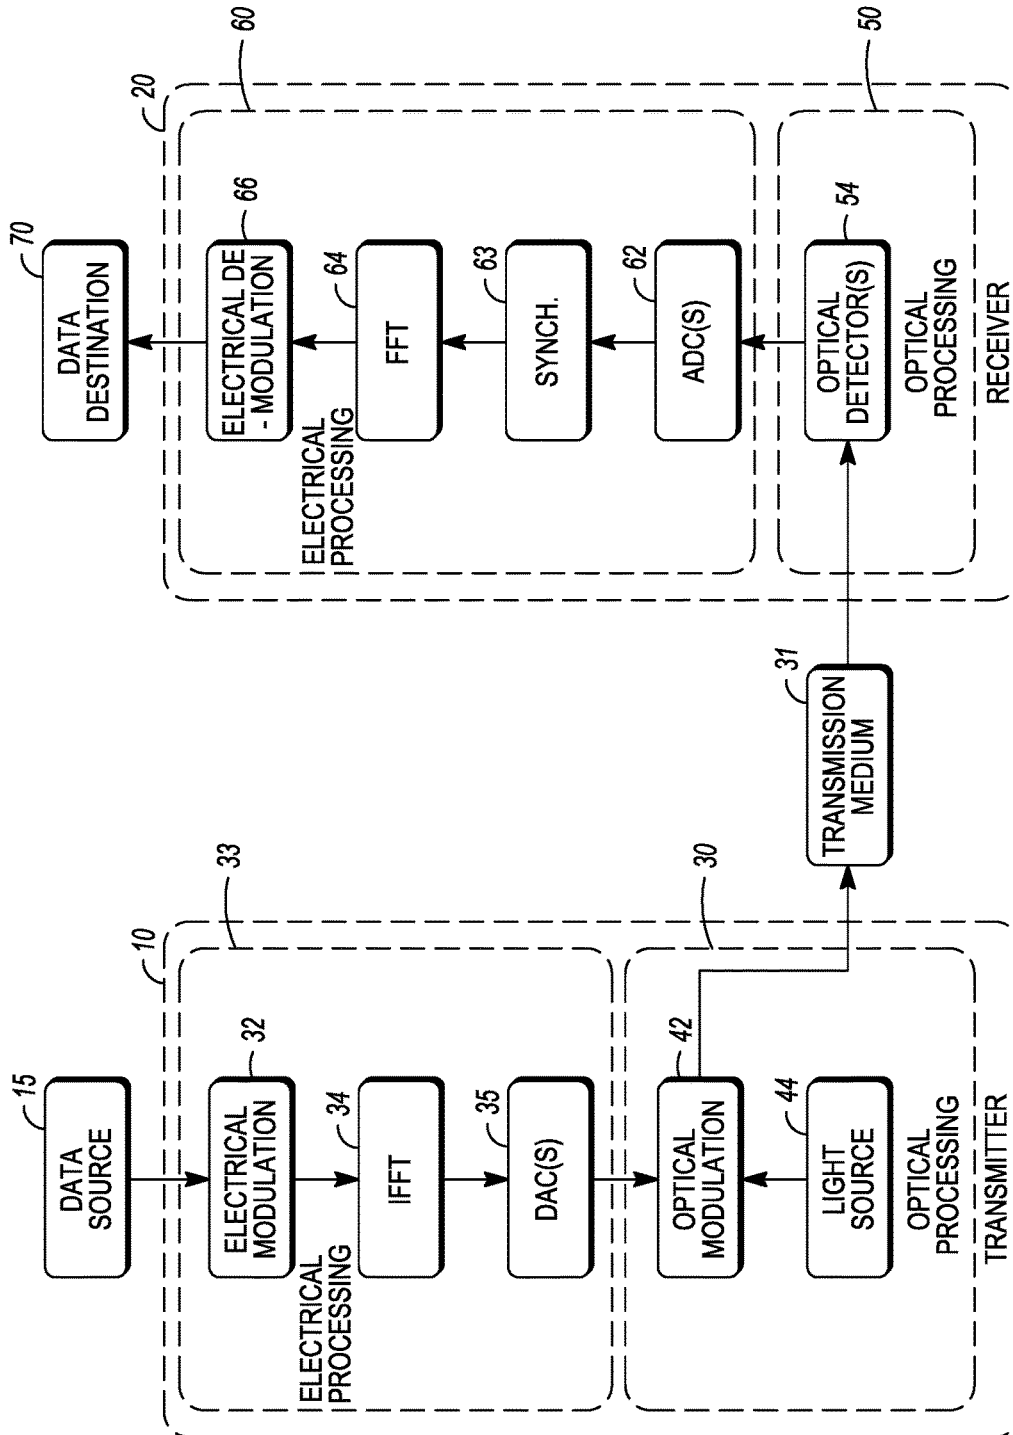 15
DATA
SOURCE
10
33
32
ELECTRICAL
MODULATION
34
IFFT
35
DAC(S)
ELECTRICAL
PROCESSING
30
42
OPTICAL
MODULATION
44
LIGHT
SOURCE
OPTICAL
PROCESSING
TRANSMITTER
31
TRANSMISSION
MEDIUM
70
DATA
DESTINATION
20
60
66
ELECTRICAL DE
- MODULATION
64
FFT
63
SYNCH.
62
ADC(S)
ELECTRICAL
PROCESSING
50
54
OPTICAL
DETECTOR(S)
OPTICAL
PROCESSING
RECEIVER